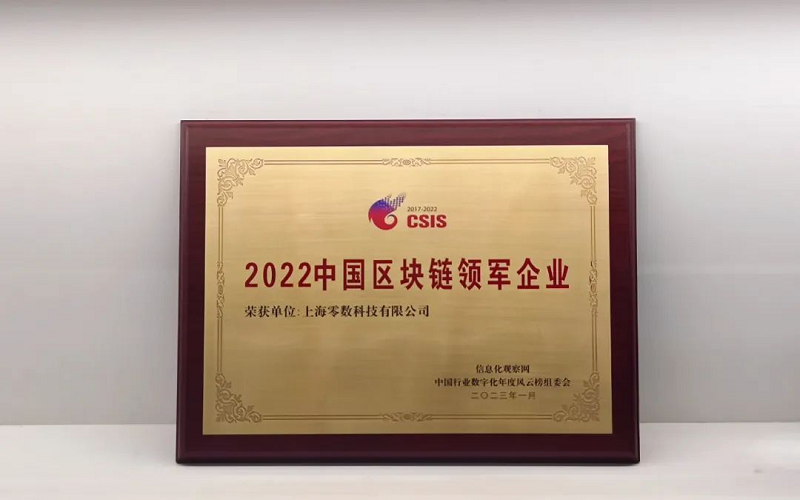 2017-2022
CSIS
2022中国区块链领军企业
荣获单位:上海零数科技有限公司
信息化观察网
中国行业数字化年度风云榜组委会
二〇二三年一月